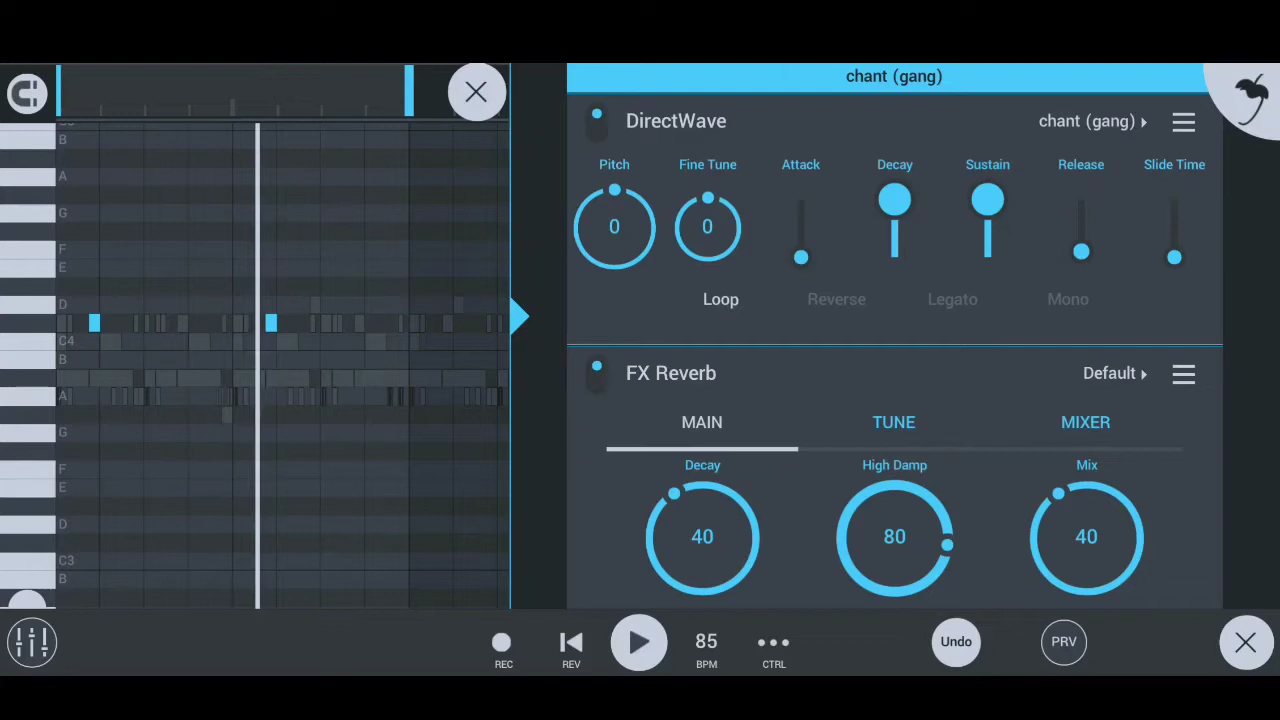 chant (gang)
DirectWave
chant (gang)
Pitch Fine Tune Attack Decay Sustain Release Slide Time
0 0
Loop Reverse Legato Mono
FX Reverb
Default
MAIN TUNE MIXER
Decay High Damp Mix
40 80 40
B
A
G
F
E
D
C4
B
A
G
F
E
D
C3
B
REC
REV
85
BPM
CTRL
Undo
PRV